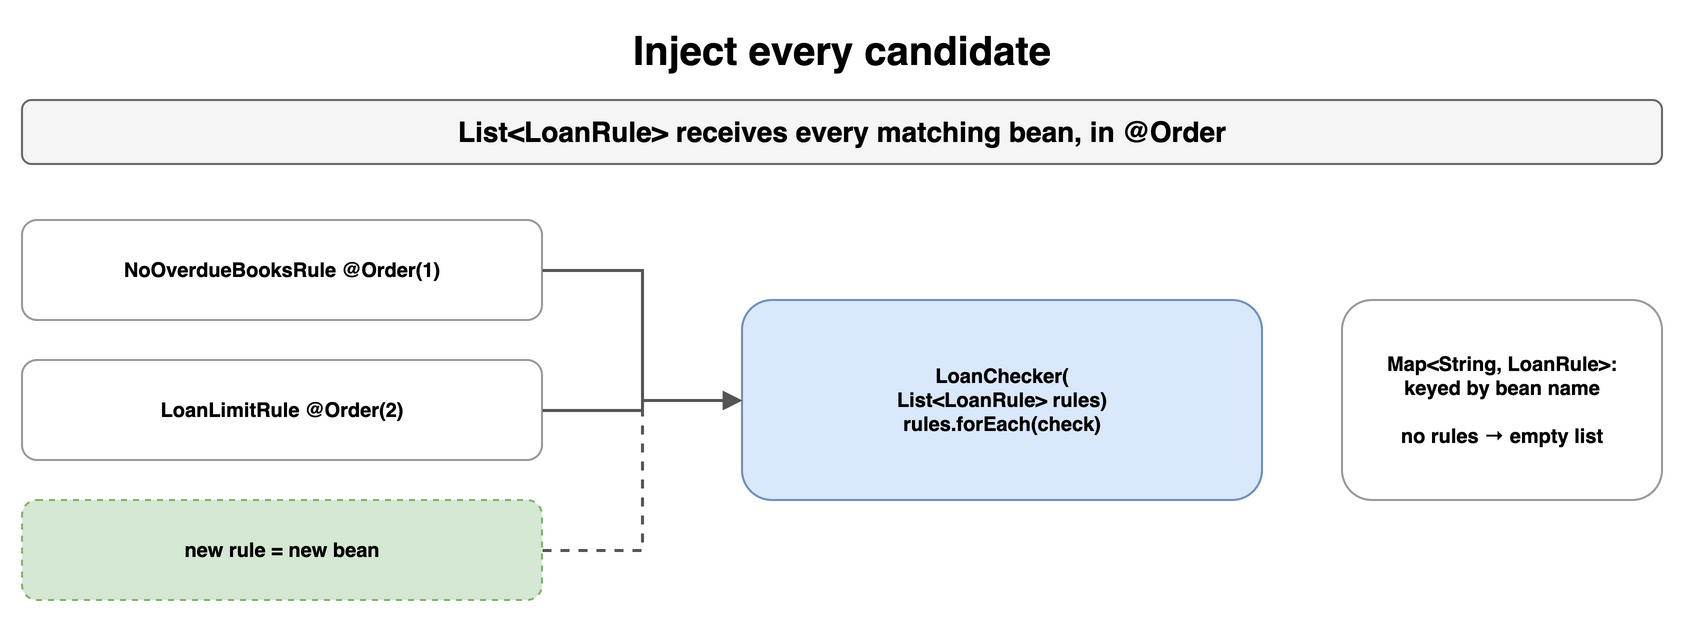 Inject every candidate
List<LoanRule> receives every matching bean, in @Order
NoOverdueBooksRule @Order(1)
LoanLimitRule @Order(2)
new rule = new bean
LoanChecker(
List<LoanRule> rules)
rules.forEach(check)
Map<String, LoanRule>:
keyed by bean name
no rules → empty list